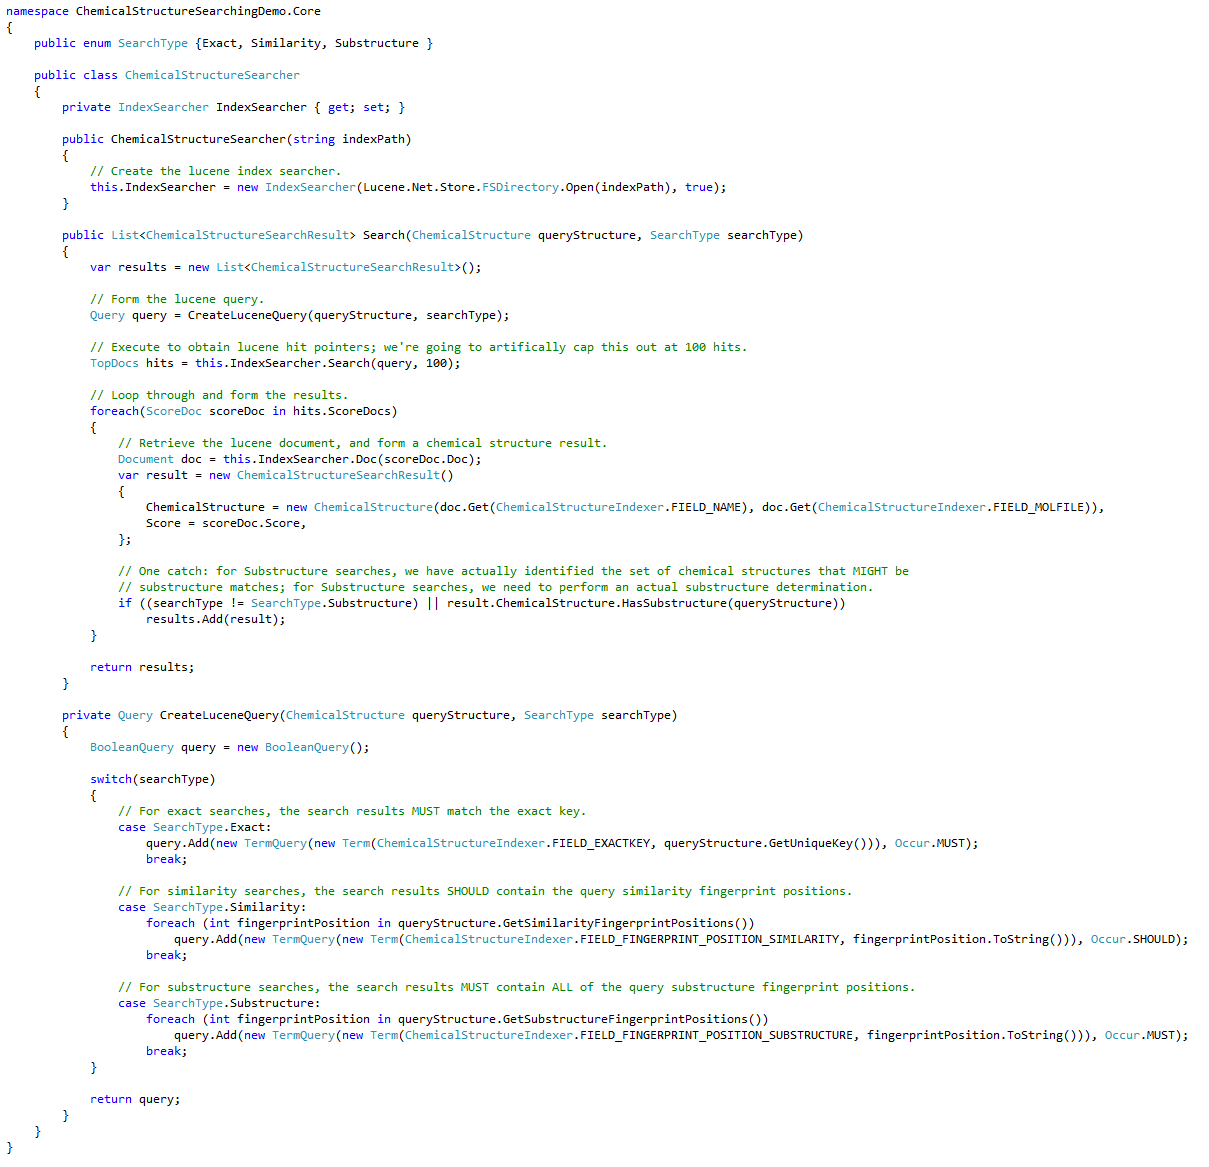 namespace ChemicalStructureSearchingDemo.Core
{
    public enum SearchType {Exact, Similarity, Substructure }

    public class ChemicalStructureSearcher
    {
        private IndexSearcher IndexSearcher { get; set; }

        public ChemicalStructureSearcher(string indexPath)
        {
            // Create the lucene index searcher.
            this.IndexSearcher = new IndexSearcher(Lucene.Net.Store.FSDirectory.Open(indexPath), true);
        }

        public List<ChemicalStructureSearchResult> Search(ChemicalStructure queryStructure, SearchType searchType)
        {
            var results = new List<ChemicalStructureSearchResult>();

            // Form the lucene query.
            Query query = CreateLuceneQuery(queryStructure, searchType);

            // Execute to obtain lucene hit pointers; we're going to artifically cap this out at 100 hits.
            TopDocs hits = this.IndexSearcher.Search(query, 100);

            // Loop through and form the results.
            foreach(ScoreDoc scoreDoc in hits.ScoreDocs)
            {
                // Retrieve the lucene document, and form a chemical structure result.
                Document doc = this.IndexSearcher.Doc(scoreDoc.Doc);
                var result = new ChemicalStructureSearchResult()
                {
                    ChemicalStructure = new ChemicalStructure(doc.Get(ChemicalStructureIndexer.FIELD_NAME), doc.Get(ChemicalStructureIndexer.FIELD_MOLFILE)),
                    Score = scoreDoc.Score,
                };

                // One catch: for Substructure searches, we have actually identified the set of chemical structures that MIGHT be
                // substructure matches; for Substructure searches, we need to perform an actual substructure determination.
                if ((searchType != SearchType.Substructure) || result.ChemicalStructure.HasSubstructure(queryStructure))
                    results.Add(result);
            }

            return results;
        }

        private Query CreateLuceneQuery(ChemicalStructure queryStructure, SearchType searchType)
        {
            BooleanQuery query = new BooleanQuery();

            switch(searchType)
            {
                // For exact searches, the search results MUST match the exact key.
                case SearchType.Exact:
                    query.Add(new TermQuery(new Term(ChemicalStructureIndexer.FIELD_EXACTKEY, queryStructure.GetUniqueKey())), Occur.MUST);
                    break;

                // For similarity searches, the search results SHOULD contain the query similarity fingerprint positions.
                case SearchType.Similarity:
                    foreach (int fingerprintPosition in queryStructure.GetSimilarityFingerprintPositions())
                        query.Add(new TermQuery(new Term(ChemicalStructureIndexer.FIELD_FINGERPRINT_POSITION_SIMILARITY, fingerprintPosition.ToString())), Occur.SHOULD);
                    break;

                // For substructure searches, the search results MUST contain ALL of the query substructure fingerprint positions.
                case SearchType.Substructure:
                    foreach (int fingerprintPosition in queryStructure.GetSubstructureFingerprintPositions())
                        query.Add(new TermQuery(new Term(ChemicalStructureIndexer.FIELD_FINGERPRINT_POSITION_SUBSTRUCTURE, fingerprintPosition.ToString())), Occur.MUST);
                    break;
            }

            return query;
        }
    }
}